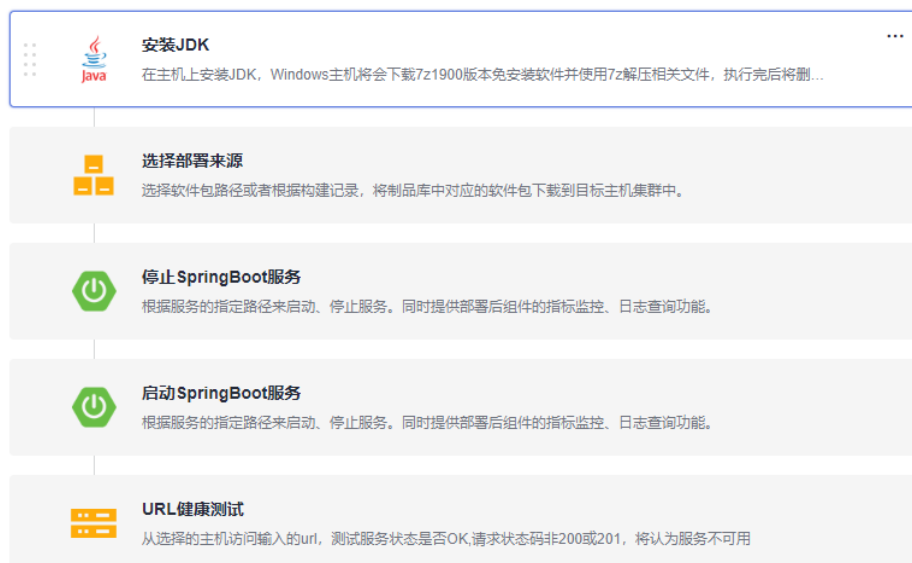 安装JDK
Java
在主机上安装JDK，Windows主机将会下载7z1900版本免安装软件并使用7z解压相关文件，执行完后将删...
选择部署来源
选择软件包路径或者根据构建记录，将制品库中对应的软件包下载到目标主机集群中。
停止SpringBoot服务
根据服务的指定路径来启动、停止服务。同时提供部署后组件的指标监控、日志查询功能。
启动SpringBoot服务
根据服务的指定路径来启动、停止服务。同时提供部署后组件的指标监控、日志查询功能。
URL健康测试
从选择的主机访问输入的url，测试服务状态是否OK,请求状态码非200或201，将认为服务不可用